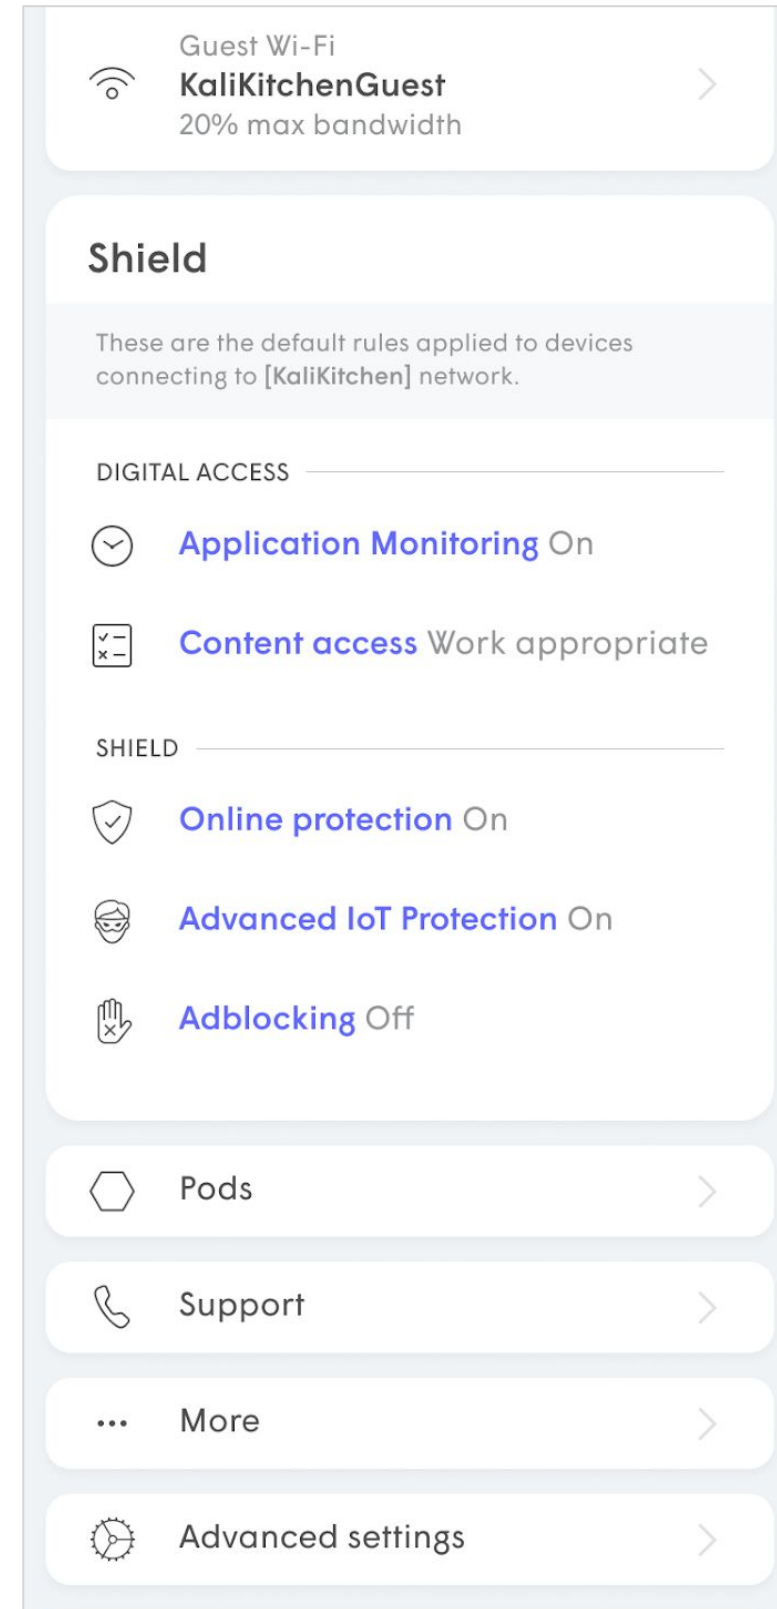 Guest Wi-Fi
KaliKitchenGuest
20% max bandwidth
Shield
These are the default rules applied to devices
connecting to [KaliKitchen] network.
DIGITAL ACCESS
Application Monitoring On
Content access Work appropriate
SHIELD
Online protection On
Advanced IoT Protection On
Adblocking Off
Pods
Support
More
Advanced settings